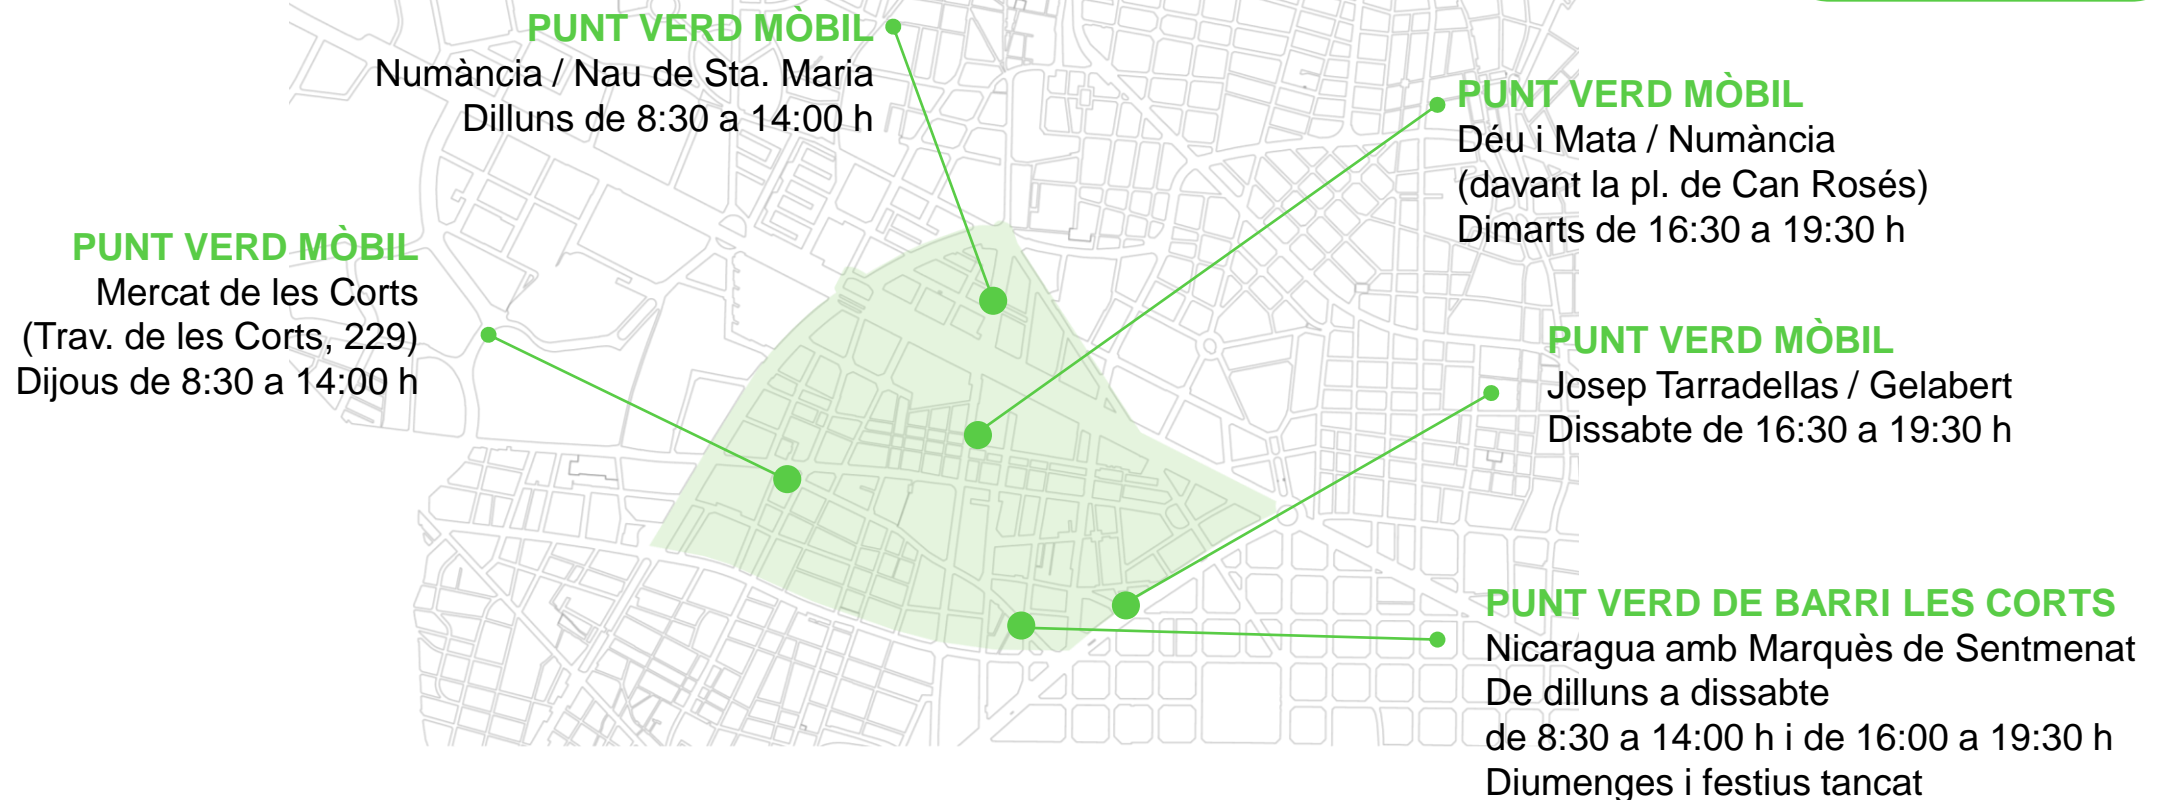 PUNT VERD MÒBIL
Numància / Nau de Sta. Maria
Dilluns de 8:30 a 14:00 h
PUNT VERD MÒBIL
Déu i Mata / Numància
(davant la pl. de Can Rosés)
Dimarts de 16:30 a 19:30 h
PUNT VERD MÒBIL
Mercat de les Corts
(Trav. de les Corts, 229)
Dijous de 8:30 a 14:00 h
PUNT VERD MÒBIL
Josep Tarradellas / Gelabert
Dissabte de 16:30 a 19:30 h
PUNT VERD DE BARRI LES CORTS
Nicaragua amb Marquès de Sentmenat
De dilluns a dissabte
de 8:30 a 14:00 h i de 16:00 a 19:30 h
Diumenges i festius tancat